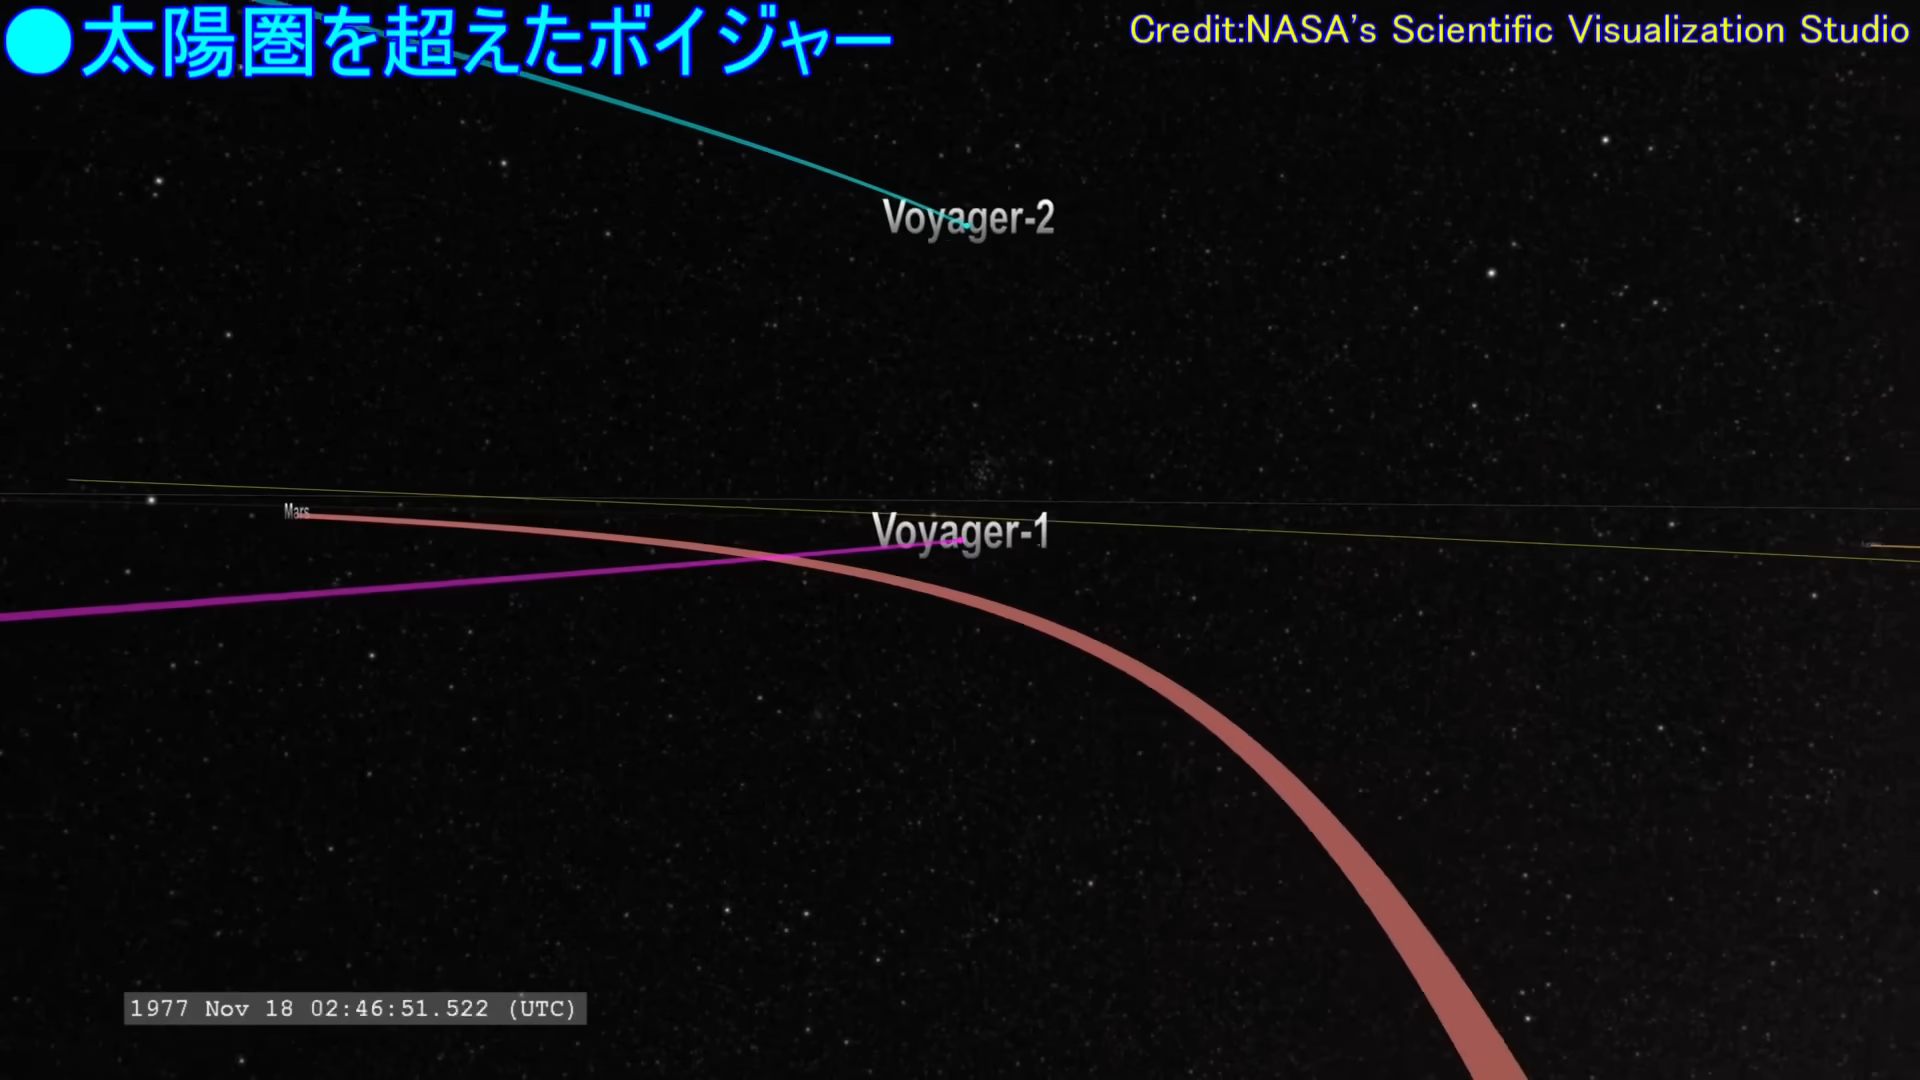 ●太陽圏を超えたボイジャー
Credit:NASA's Scientific Visualization Studio
Voyager-2
Mars
Voyager-1
1977 Nov 18 02:46:51.522 (UTC)